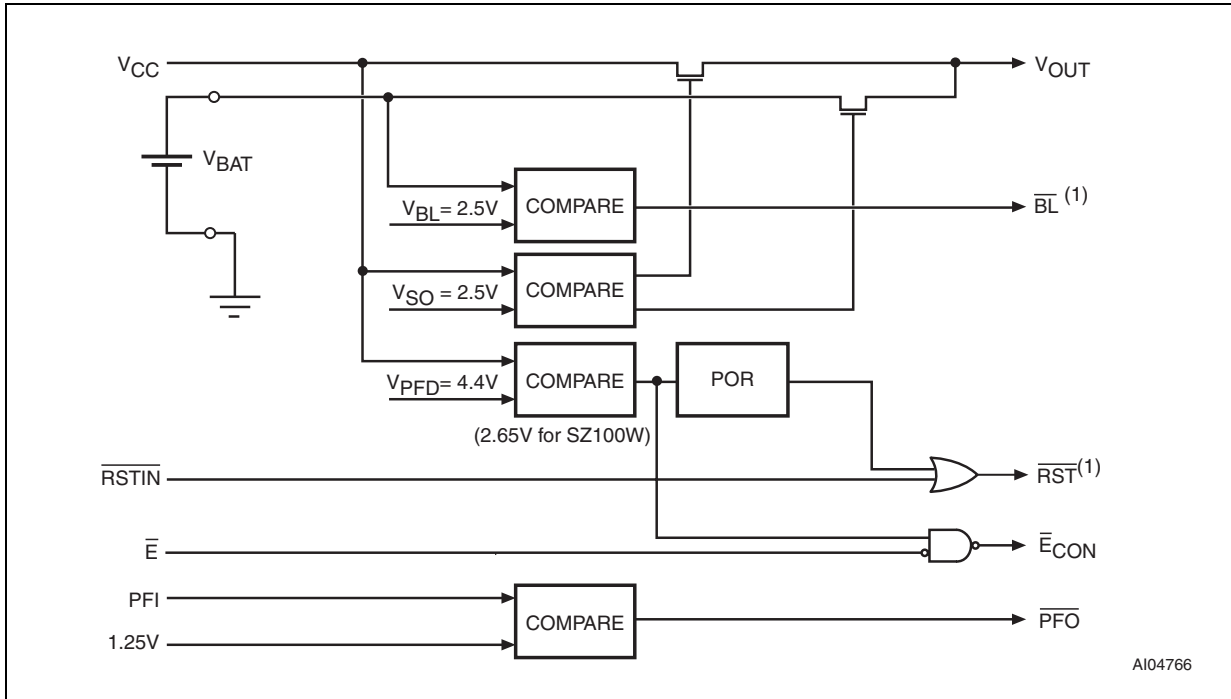 VCC
VOUT
VBAT
COMPARE
VBL = 2.5V
BL (1)
COMPARE
VSO = 2.5V
COMPARE
VPFD = 4.4V
POR
(2.65V for SZ100W)
RSTIN
RST(1)
E
ECON
PFI
COMPARE
PFO
1.25V
AI04766